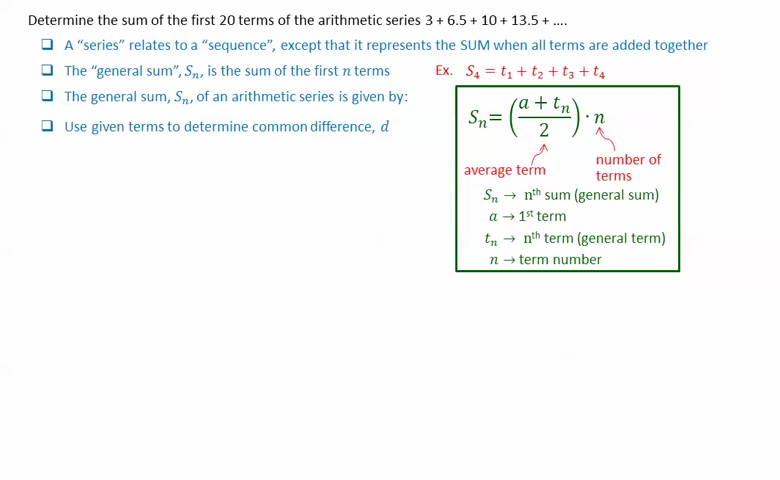 Determine the sum of the first 20 terms of the arithmetic series 3 + 6.5 + 10 + 13.5 + ....
❑ A “series” relates to a “sequence”, except that it represents the SUM when all terms are added together
❑ The “general sum”, Sₙ, is the sum of the first n terms
Ex. S₄ = t₁ + t₂ + t₃ + t₄
❑ The general sum, Sₙ, of an arithmetic series is given by:
Sₙ= ((a + tₙ)/2) · n
❑ Use given terms to determine common difference, d
average term
number of
terms
Sₙ → nᵗʰ sum (general sum)
a → 1ˢᵗ term
tₙ → nᵗʰ term (general term)
n → term number